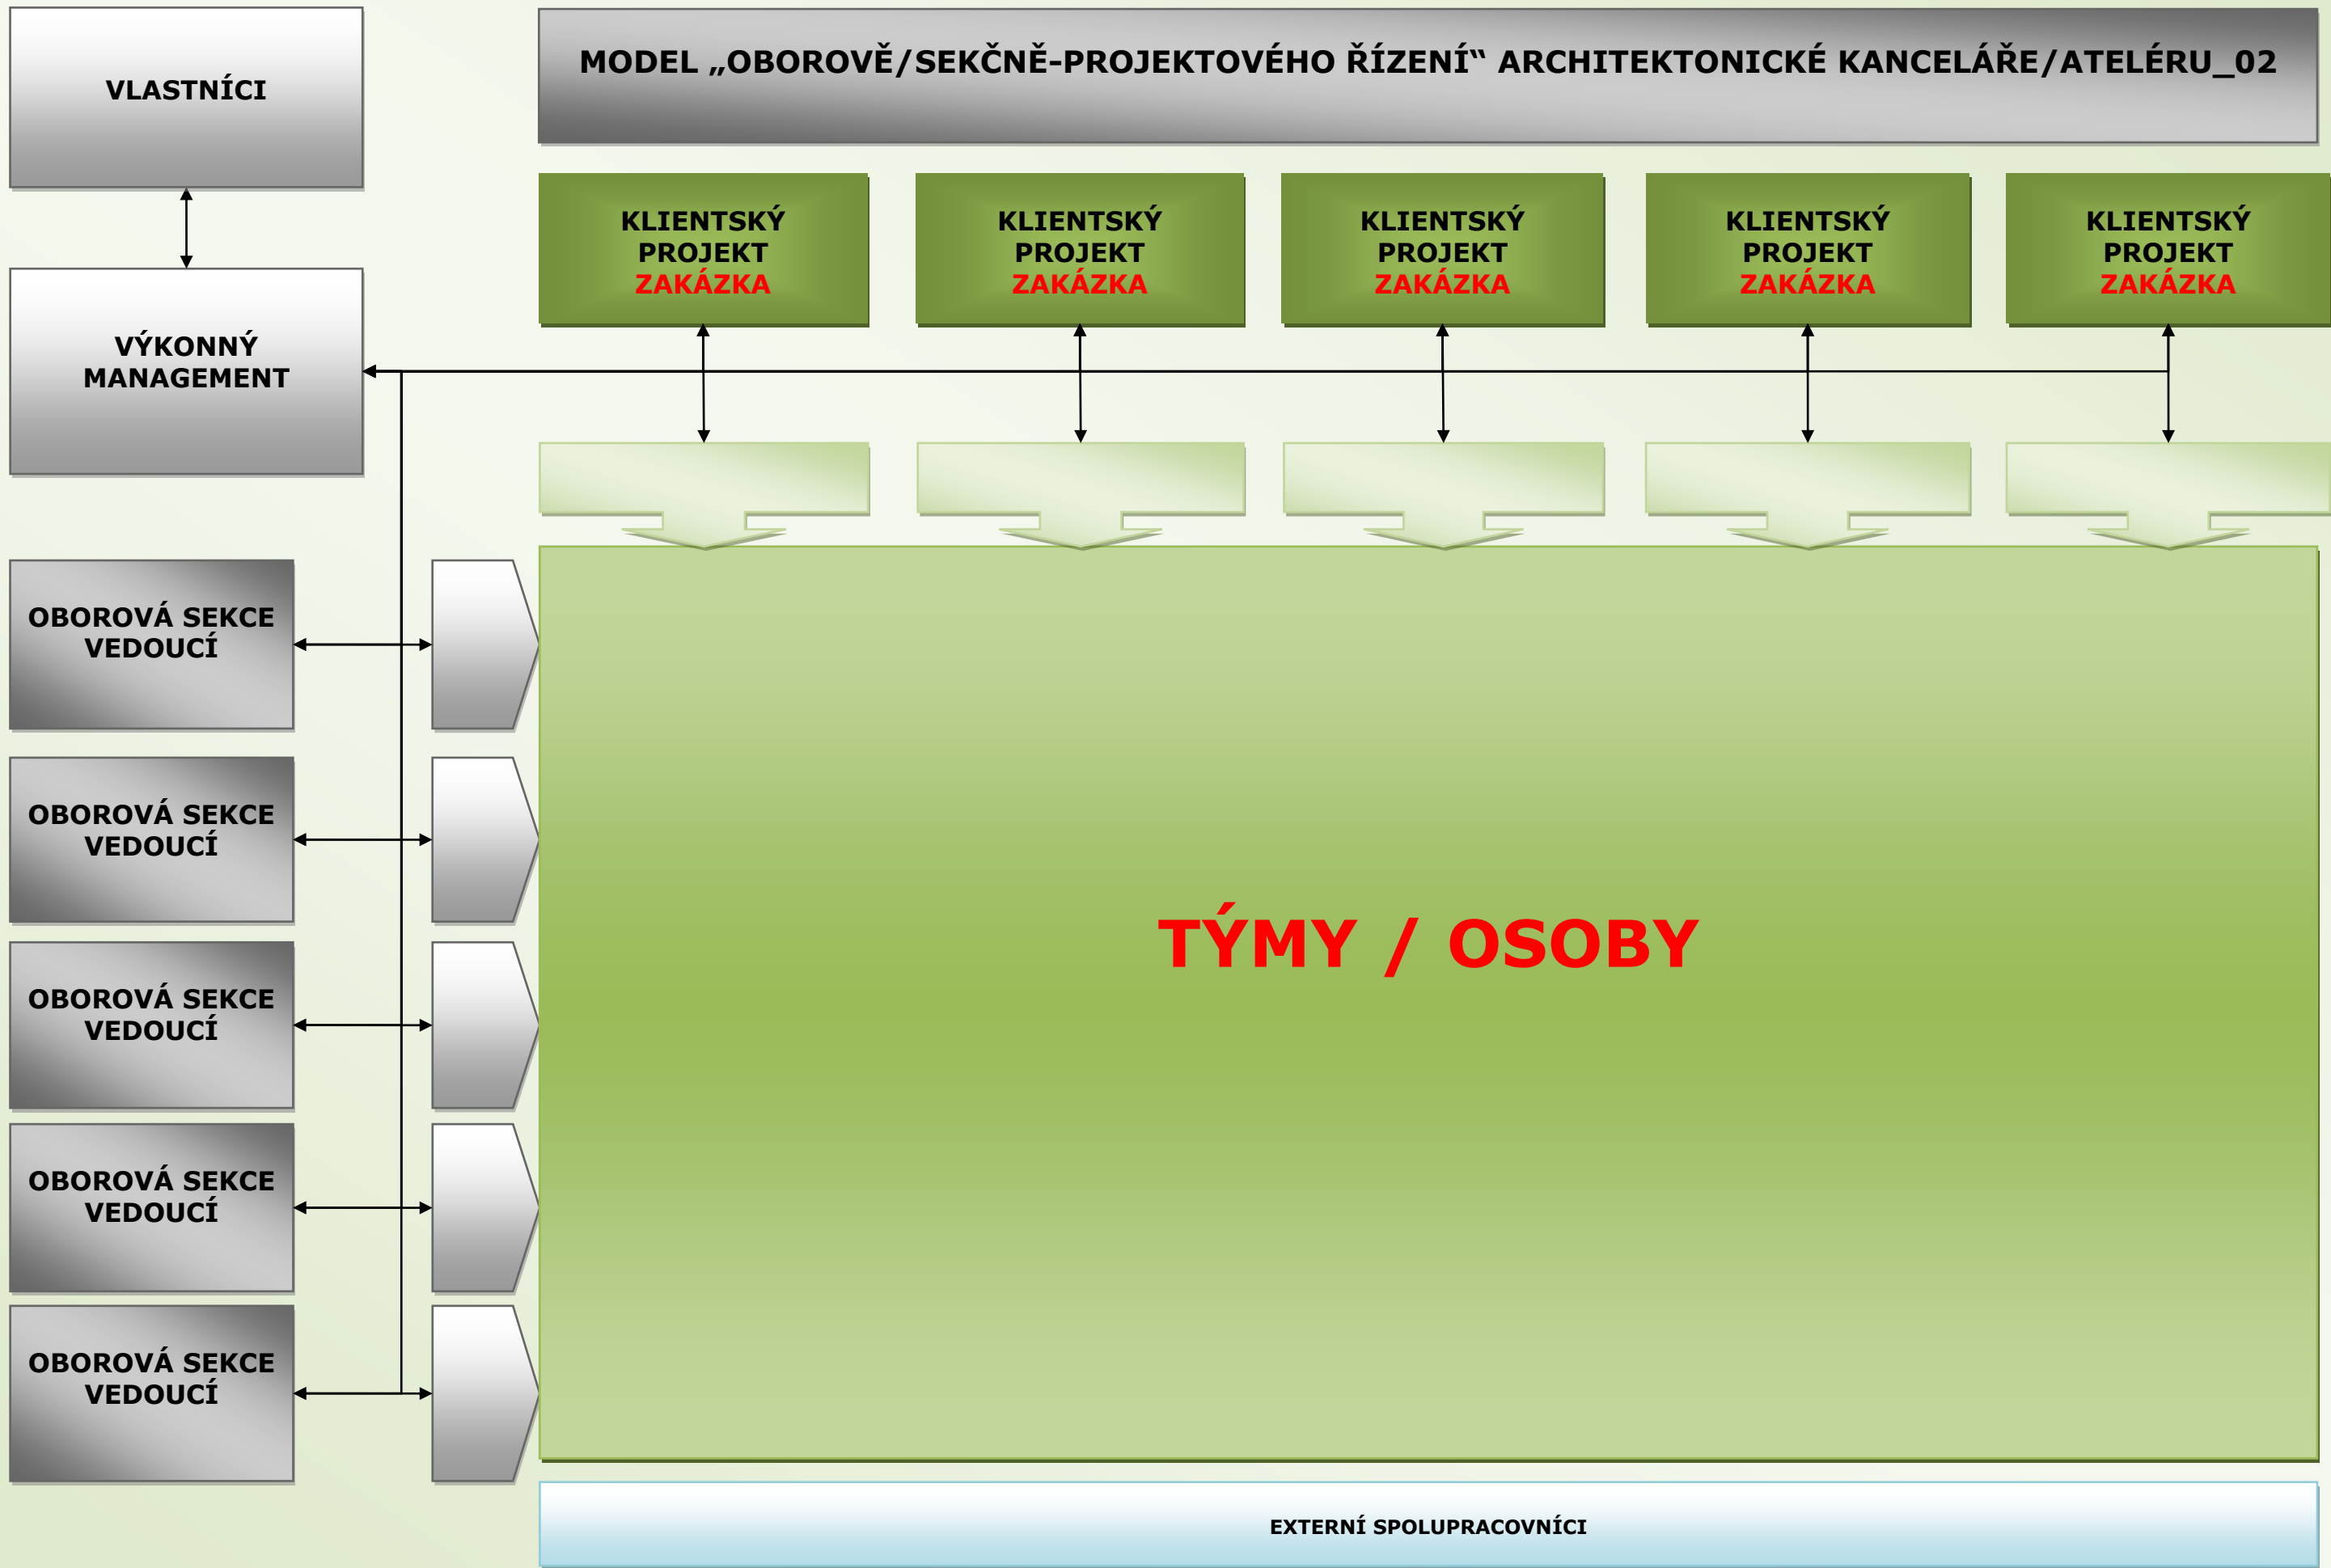 VLASTNÍCI
MODEL „OBOROVĚ/SEKČNĚ-PROJEKTOVÉHO ŘÍZENÍ“ ARCHITEKTONICKÉ KANCELÁŘE/ATELÉRU_02
KLIENTSKÝ
PROJEKT
ZAKÁZKA
KLIENTSKÝ
PROJEKT
ZAKÁZKA
KLIENTSKÝ
PROJEKT
ZAKÁZKA
KLIENTSKÝ
PROJEKT
ZAKÁZKA
KLIENTSKÝ
PROJEKT
ZAKÁZKA
VÝKONNÝ
MANAGEMENT
OBOROVÁ SEKCE
VEDOUCÍ
OBOROVÁ SEKCE
VEDOUCÍ
OBOROVÁ SEKCE
VEDOUCÍ
OBOROVÁ SEKCE
VEDOUCÍ
OBOROVÁ SEKCE
VEDOUCÍ
TÝMY / OSOBY
EXTERNÍ SPOLUPRACOVNÍCI